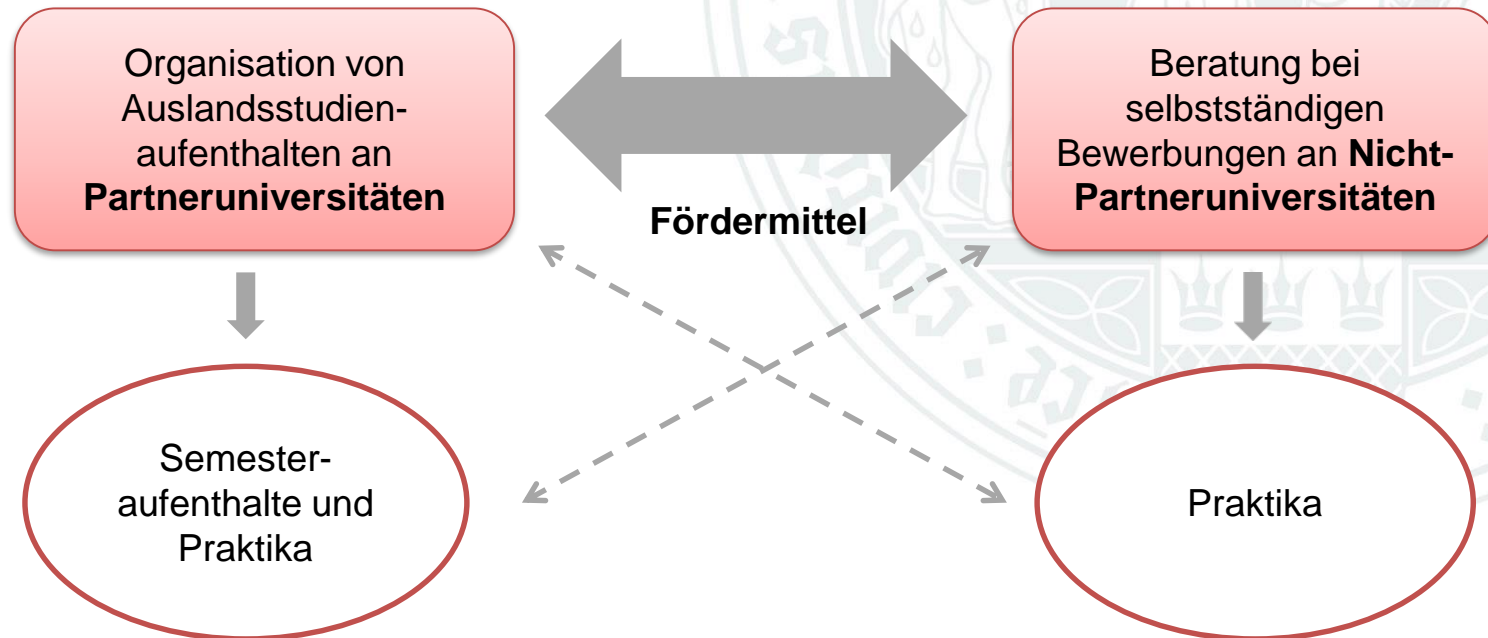 Organisation von
Auslandsstudien-
aufenthalten an
Partneruniversitäten
Fördermittel
Beratung bei
selbstständigen
Bewerbungen an Nicht-
Partneruniversitäten
Semester-
aufenthalte und
Praktika
Praktika